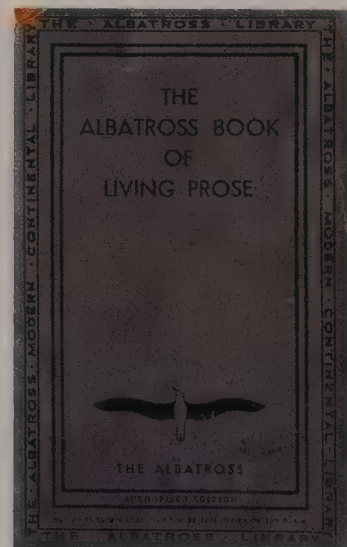 THE · ALBATROSS · LIBRARY
THE · ALBATROSS · MODERN · CONTINENTAL · LIBRARY
THE · ALBATROSS · MODERN · CONTINENTAL · LIBRARY
THE
ALBATROSS BOOK
OF
LIVING PROSE
THE ALBATROSS
AUTHORISED EDITION
THE · ALBATROSS · LIBRARY